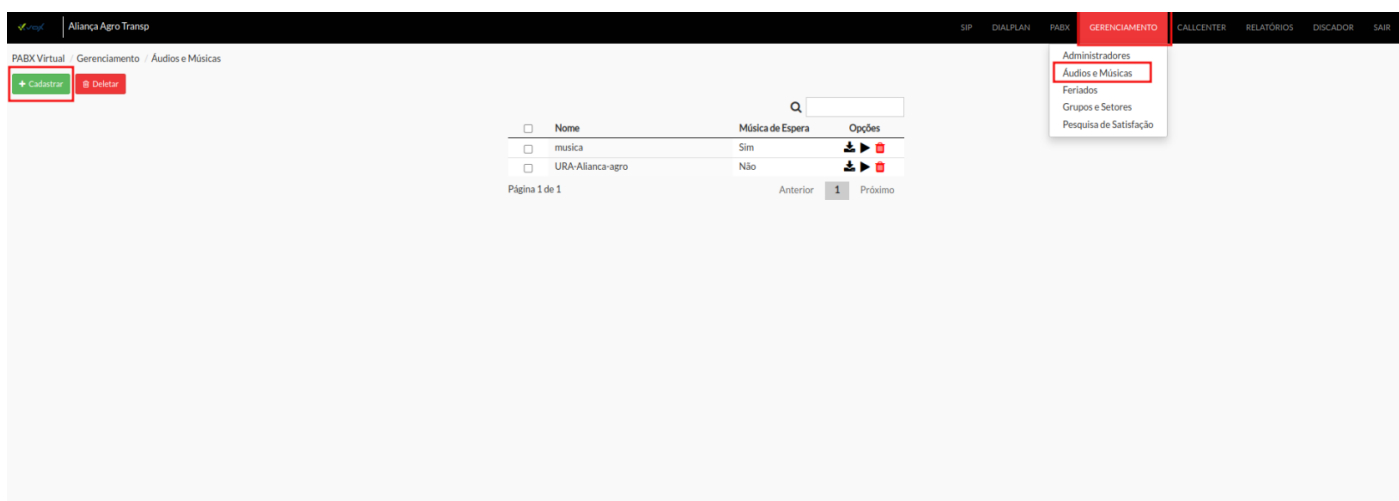 Aliança Agro Transp
SIP DIALPLAN PABX GERENCIAMENTO CALLCENTER RELATÓRIOS DISCADOR SAIR
PABX Virtual / Gerenciamento / Áudios e Músicas
Administradores
Áudios e Músicas
Feriados
Grupos e Setores
Pesquisa de Satisfação
+ Cadastrar Deletar
Nome Música de Espera Opções
musica Sim
URA-Alianca-agro Não
Página 1 de 1 Anterior 1 Próximo